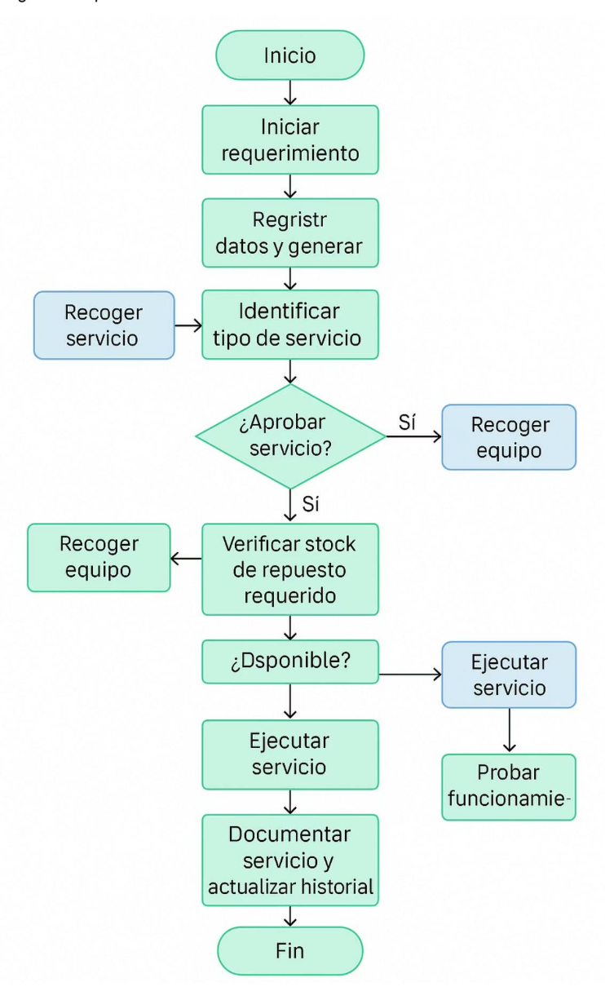 Inicio
Iniciar
requerimiento
Regristr
datos y generar
Recoger
servicio
Identificar
tipo de servicio
¿Aprobar
servicio?
Sí
Recoger
equipo
Sí
Recoger
equipo
Verificar stock
de repuesto
requerido
¿Dsponible?
Ejecutar
servicio
Ejecutar
servicio
Probar
funcionamie-
Documentar
servicio y
actualizar historial
Fin